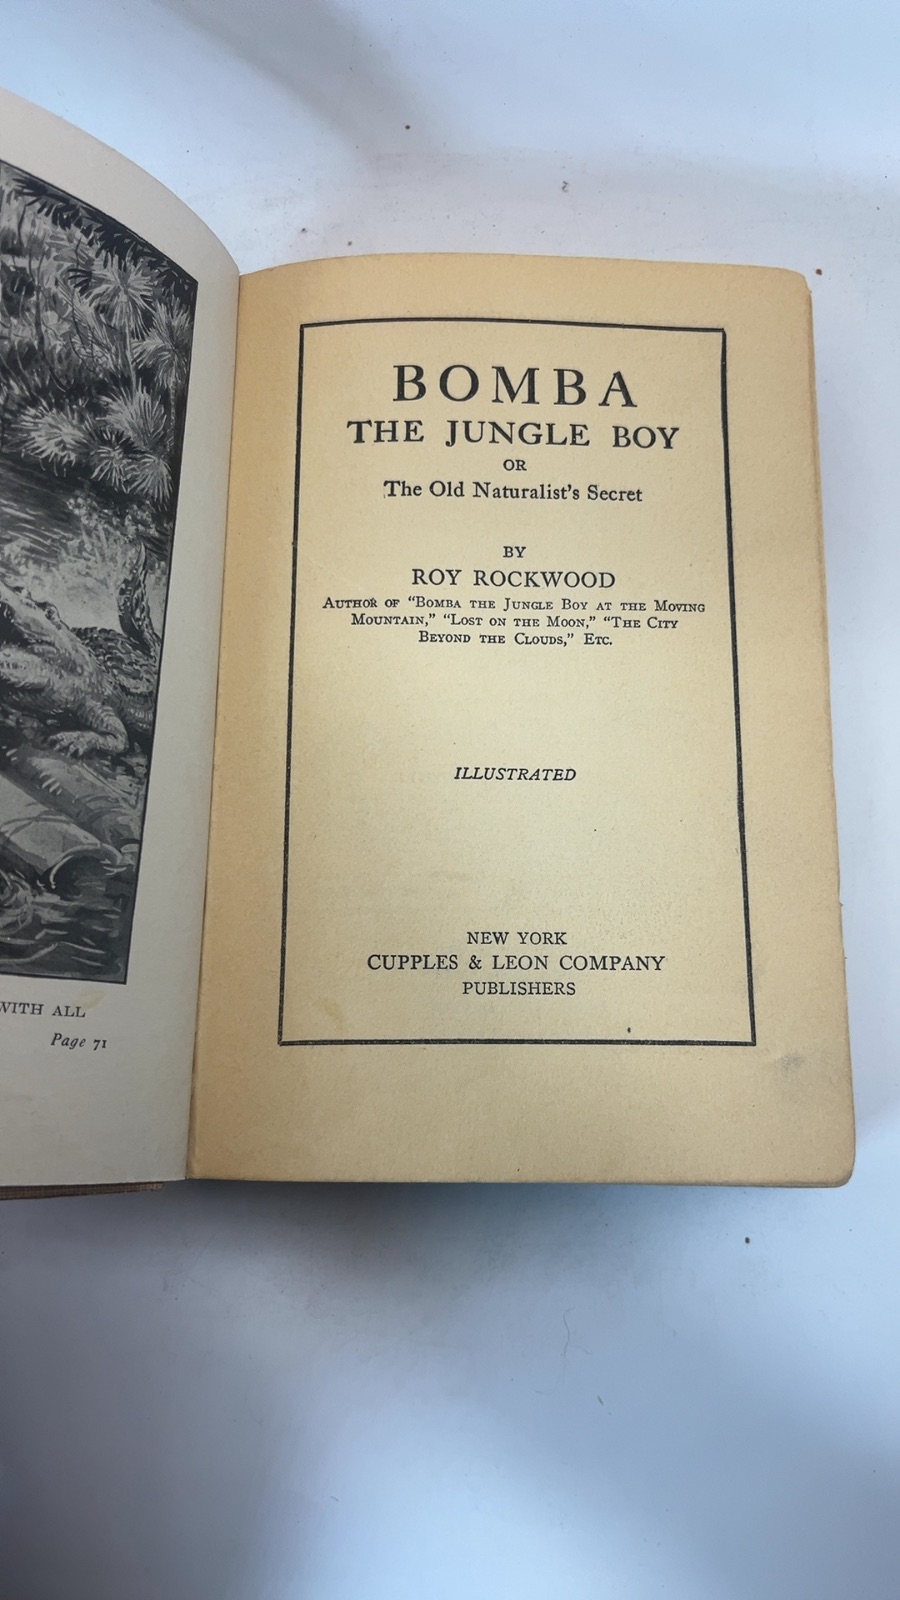 WITH ALL
Page 71
BOMBA
THE JUNGLE BOY
OR
The Old Naturalist's Secret
BY
ROY ROCKWOOD
AUTHOR OF "BOMBA THE JUNGLE BOY AT THE MOVING
MOUNTAIN," "LOST ON THE MOON," "THE CITY
BEYOND THE CLOUDS," ETC.
ILLUSTRATED
NEW YORK
CUPPLES & LEON COMPANY
PUBLISHERS